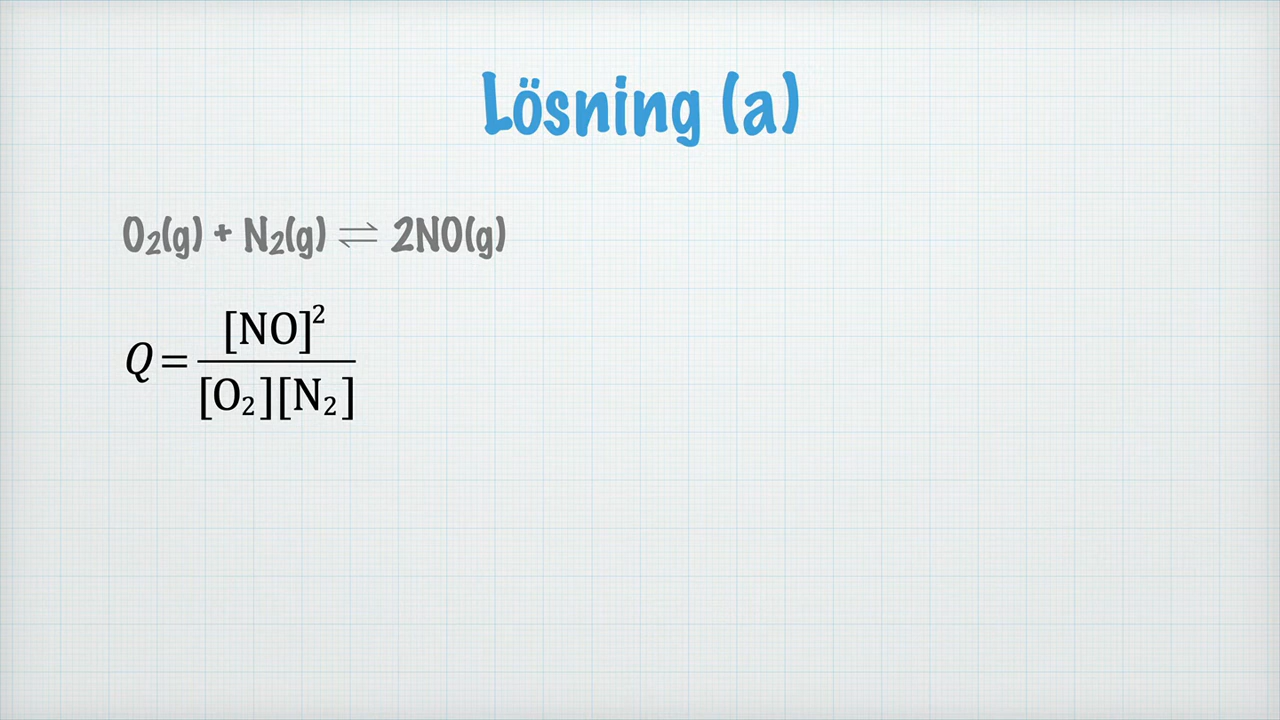 Lösning (a)
O₂(g) + N₂(g) ⇌ 2NO(g)
Q = [NO]² / [O₂][N₂]